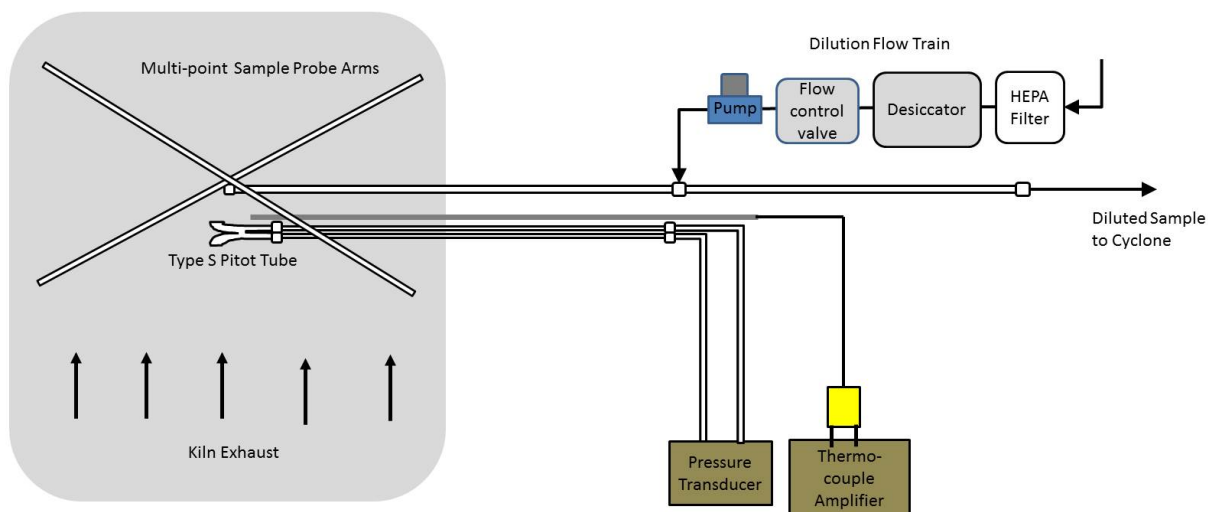 Dilution Flow Train
Multi-point Sample Probe Arms
Pump
Flow
control
valve
Desiccator
HEPA
Filter
Diluted Sample
to Cyclone
Type S Pitot Tube
Kiln Exhaust
Pressure
Transducer
Thermo-
couple
Amplifier